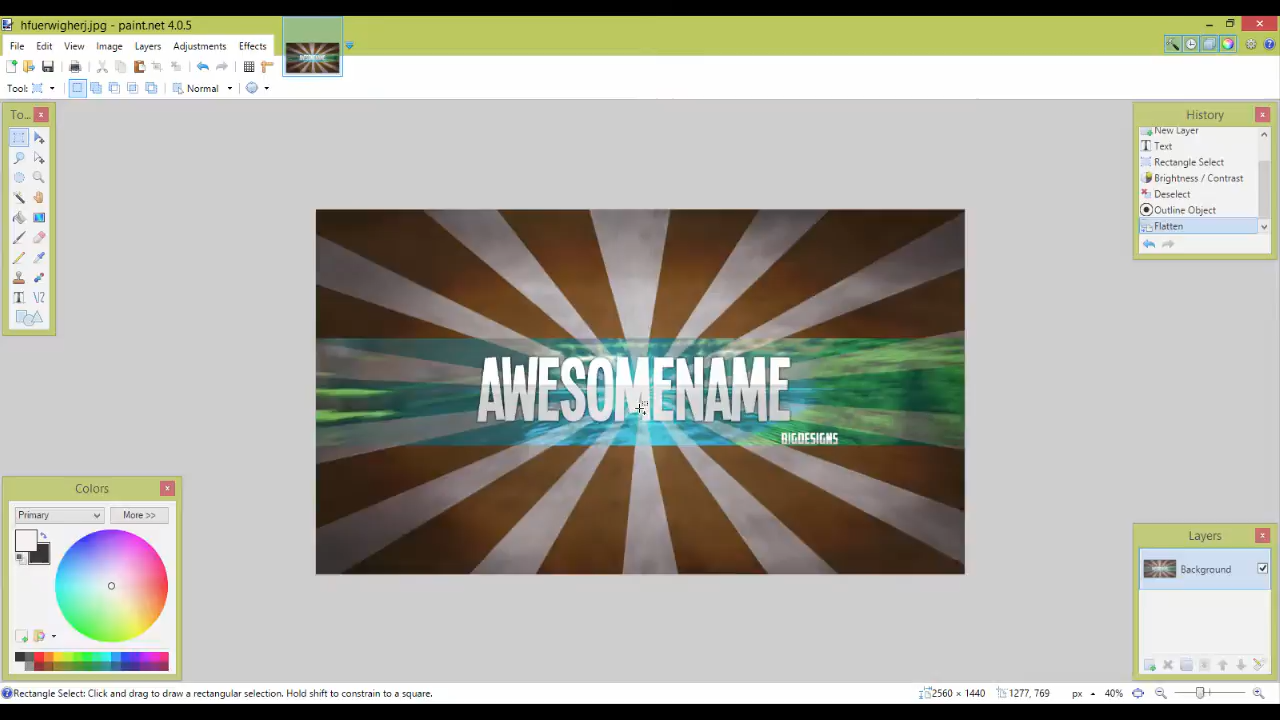 hfuerwigherj.jpg - paint.net 4.0.5
File Edit View Image Layers Adjustments Effects
Tool: Normal
To...
History
New Layer
Text
Rectangle Select
Brightness / Contrast
Deselect
Outline Object
Flatten
AWESOMENAME
BIGDESIGNS
Colors
Primary More >>
Layers
Background
Rectangle Select: Click and drag to draw a rectangular selection. Hold shift to constrain to a square. 2560 × 1440 1277, 769 px 40%